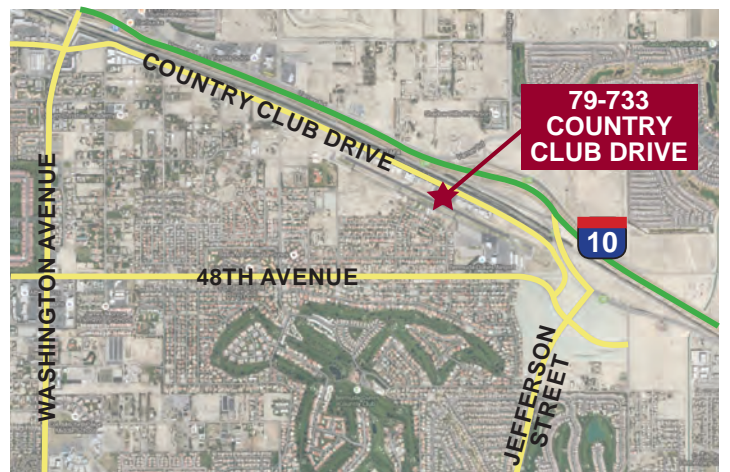 COUNTRY CLUB DRIVE
79-733
COUNTRY
CLUB DRIVE
WASHINGTON AVENUE
10
48TH AVENUE
JEFFERSON
STREET